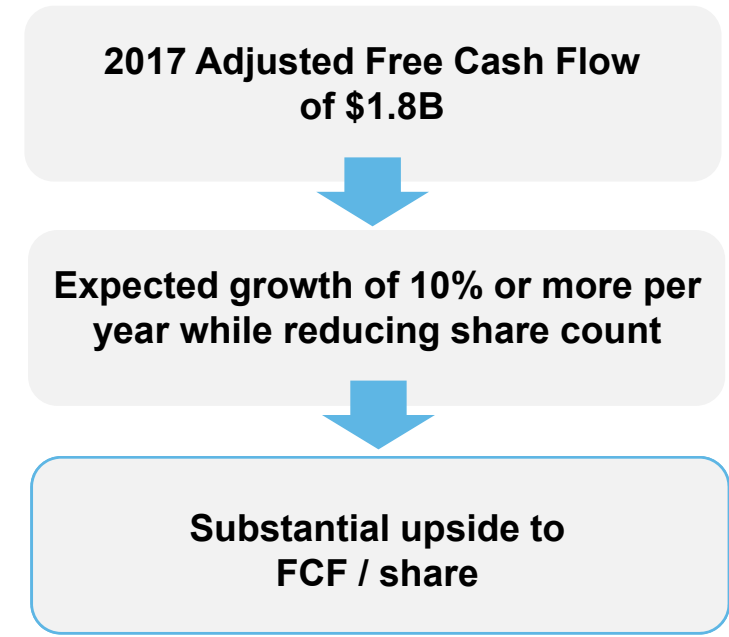 2017 Adjusted Free Cash Flow
of $1.8B
Expected growth of 10% or more per
year while reducing share count
Substantial upside to
FCF / share